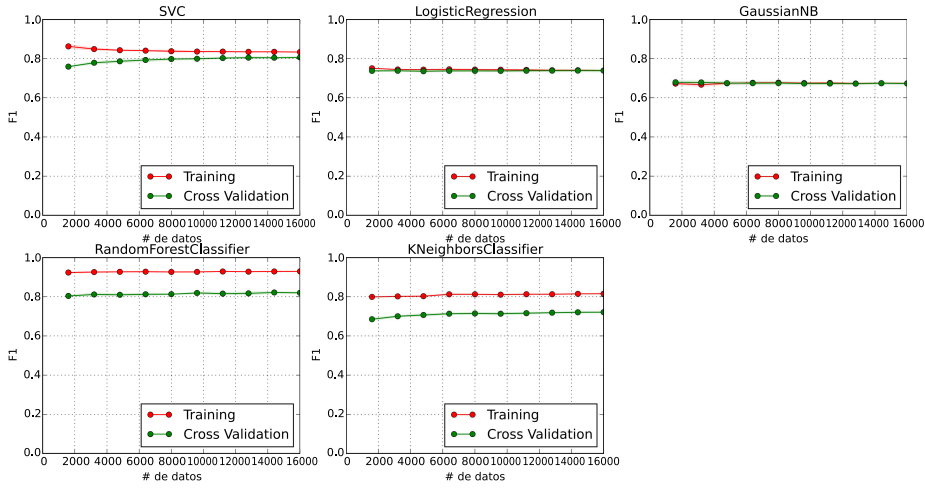 SVC
1.0
0.8
0.6
0.4
0.2
0.0
F1
Training
Cross Validation
0 2000 4000 6000 8000 10000 12000 14000 16000
# de datos
LogisticRegression
1.0
0.8
0.6
0.4
0.2
0.0
F1
Training
Cross Validation
0 2000 4000 6000 8000 10000 12000 14000 16000
# de datos
GaussianNB
1.0
0.8
0.6
0.4
0.2
0.0
F1
Training
Cross Validation
0 2000 4000 6000 8000 10000 12000 14000 16000
# de datos
RandomForestClassifier
1.0
0.8
0.6
0.4
0.2
0.0
F1
Training
Cross Validation
0 2000 4000 6000 8000 10000 12000 14000 16000
# de datos
KNeighborsClassifier
1.0
0.8
0.6
0.4
0.2
0.0
F1
Training
Cross Validation
0 2000 4000 6000 8000 10000 12000 14000 16000
# de datos